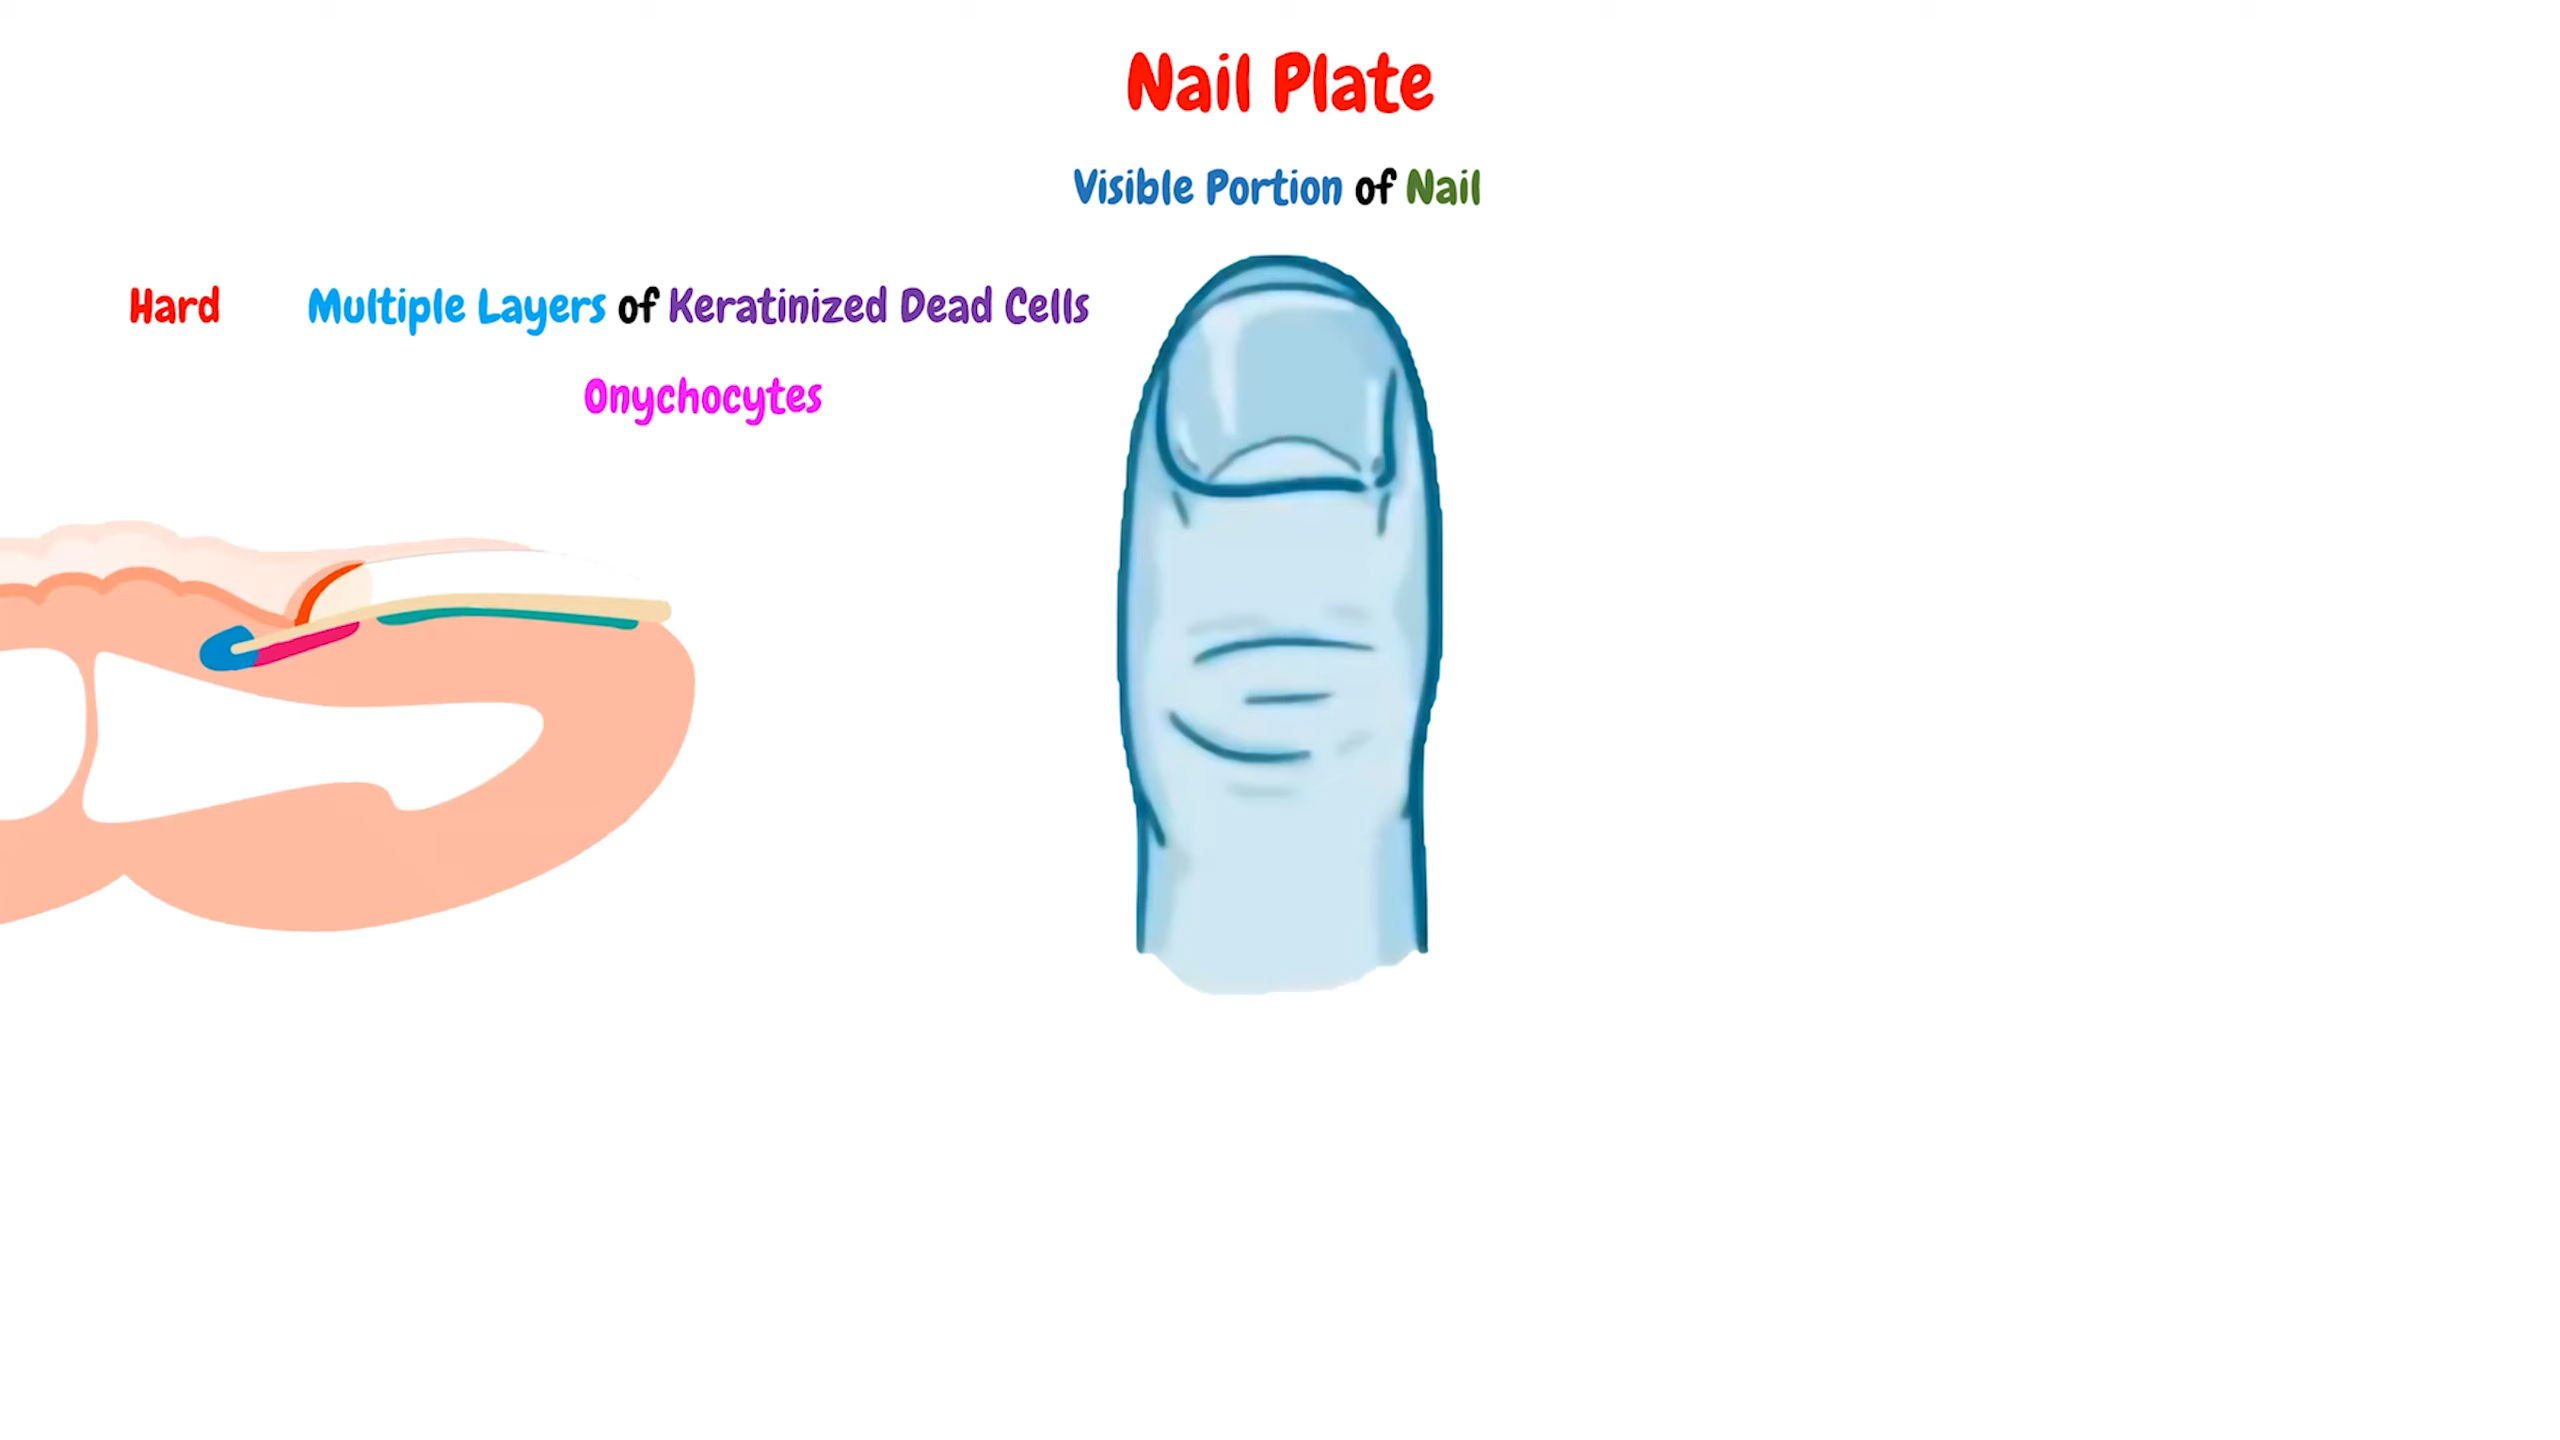 Nail Plate
Visible Portion of Nail
Hard Multiple Layers of Keratinized Dead Cells
Onychocytes